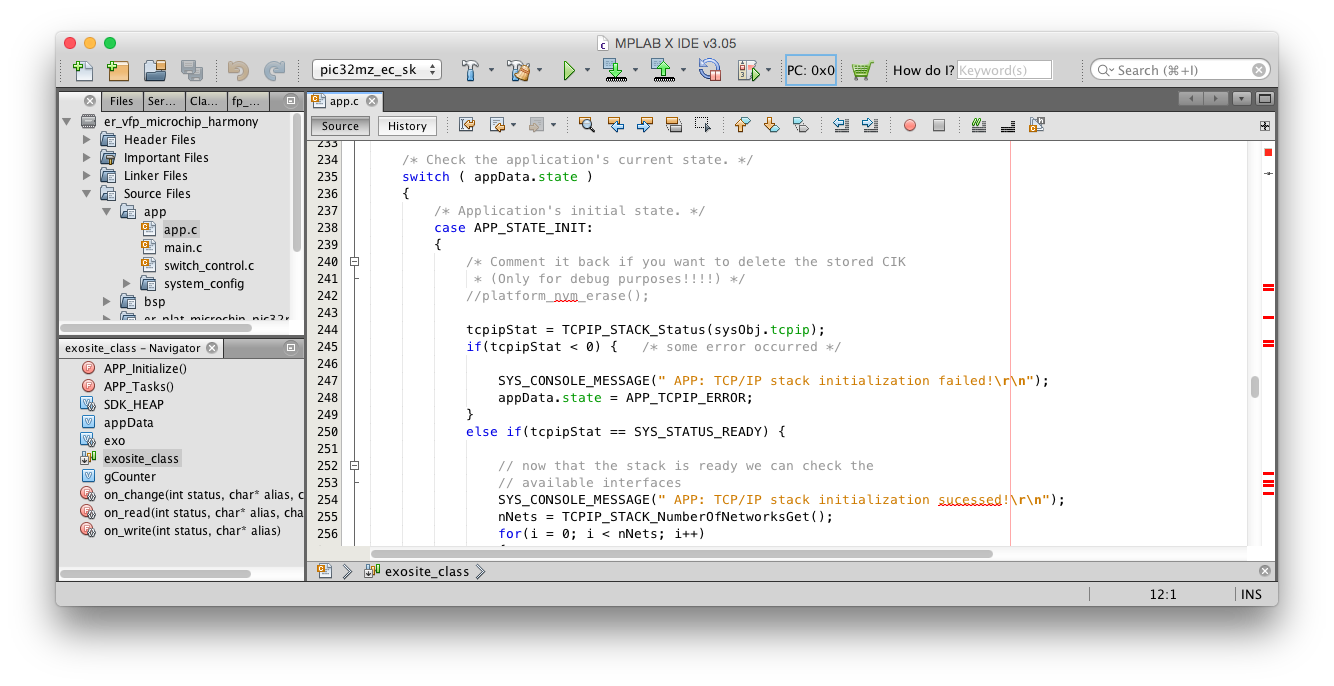 MPLAB X IDE v3.05
pic32mz_ec_sk
PC: 0x0
How do I?
Keyword(s)
Search (⌘+I)
Files
Ser...
Cla...
fp_...
app.c
er_vfp_microchip_harmony
Header Files
Important Files
Linker Files
Source Files
app
app.c
main.c
switch_control.c
system_config
bsp
exosite_class - Navigator
APP_Initialize()
APP_Tasks()
SDK_HEAP
appData
exo
exosite_class
gCounter
on_change(int status, char* alias, c
on_read(int status, char* alias, cha
on_write(int status, char* alias)
Source
History
233
234 /* Check the application's current state. */
235 switch ( appData.state )
236 {
237 /* Application's initial state. */
238 case APP_STATE_INIT:
239 {
240 /* Comment it back if you want to delete the stored CIK
241 * (Only for debug purposes!!!!) */
242 //platform_nvm_erase();
243
244 tcpipStat = TCPIP_STACK_Status(sysObj.tcpip);
245 if(tcpipStat < 0) { /* some error occurred */
246
247 SYS_CONSOLE_MESSAGE(" APP: TCP/IP stack initialization failed!\r\n");
248 appData.state = APP_TCPIP_ERROR;
249 }
250 else if(tcpipStat == SYS_STATUS_READY) {
251
252 // now that the stack is ready we can check the
253 // available interfaces
254 SYS_CONSOLE_MESSAGE(" APP: TCP/IP stack initialization sucessed!\r\n");
255 nNets = TCPIP_STACK_NumberOfNetworksGet();
256 for(i = 0; i < nNets; i++)
exosite_class
12:1
INS